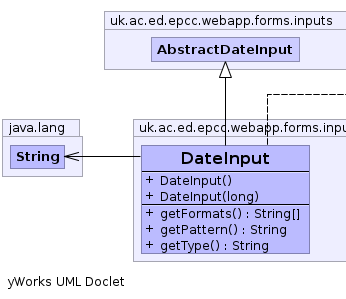 uk.ac.ed.epcc.webapp.forms.inputs
AbstractDateInput
java.lang
String
uk.ac.ed.epcc.webapp.forms.inpu
DateInput
+ DateInput()
+ DateInput(long)
+ getFormats() : String[]
+ getPattern() : String
+ getType() : String
yWorks UML Doclet